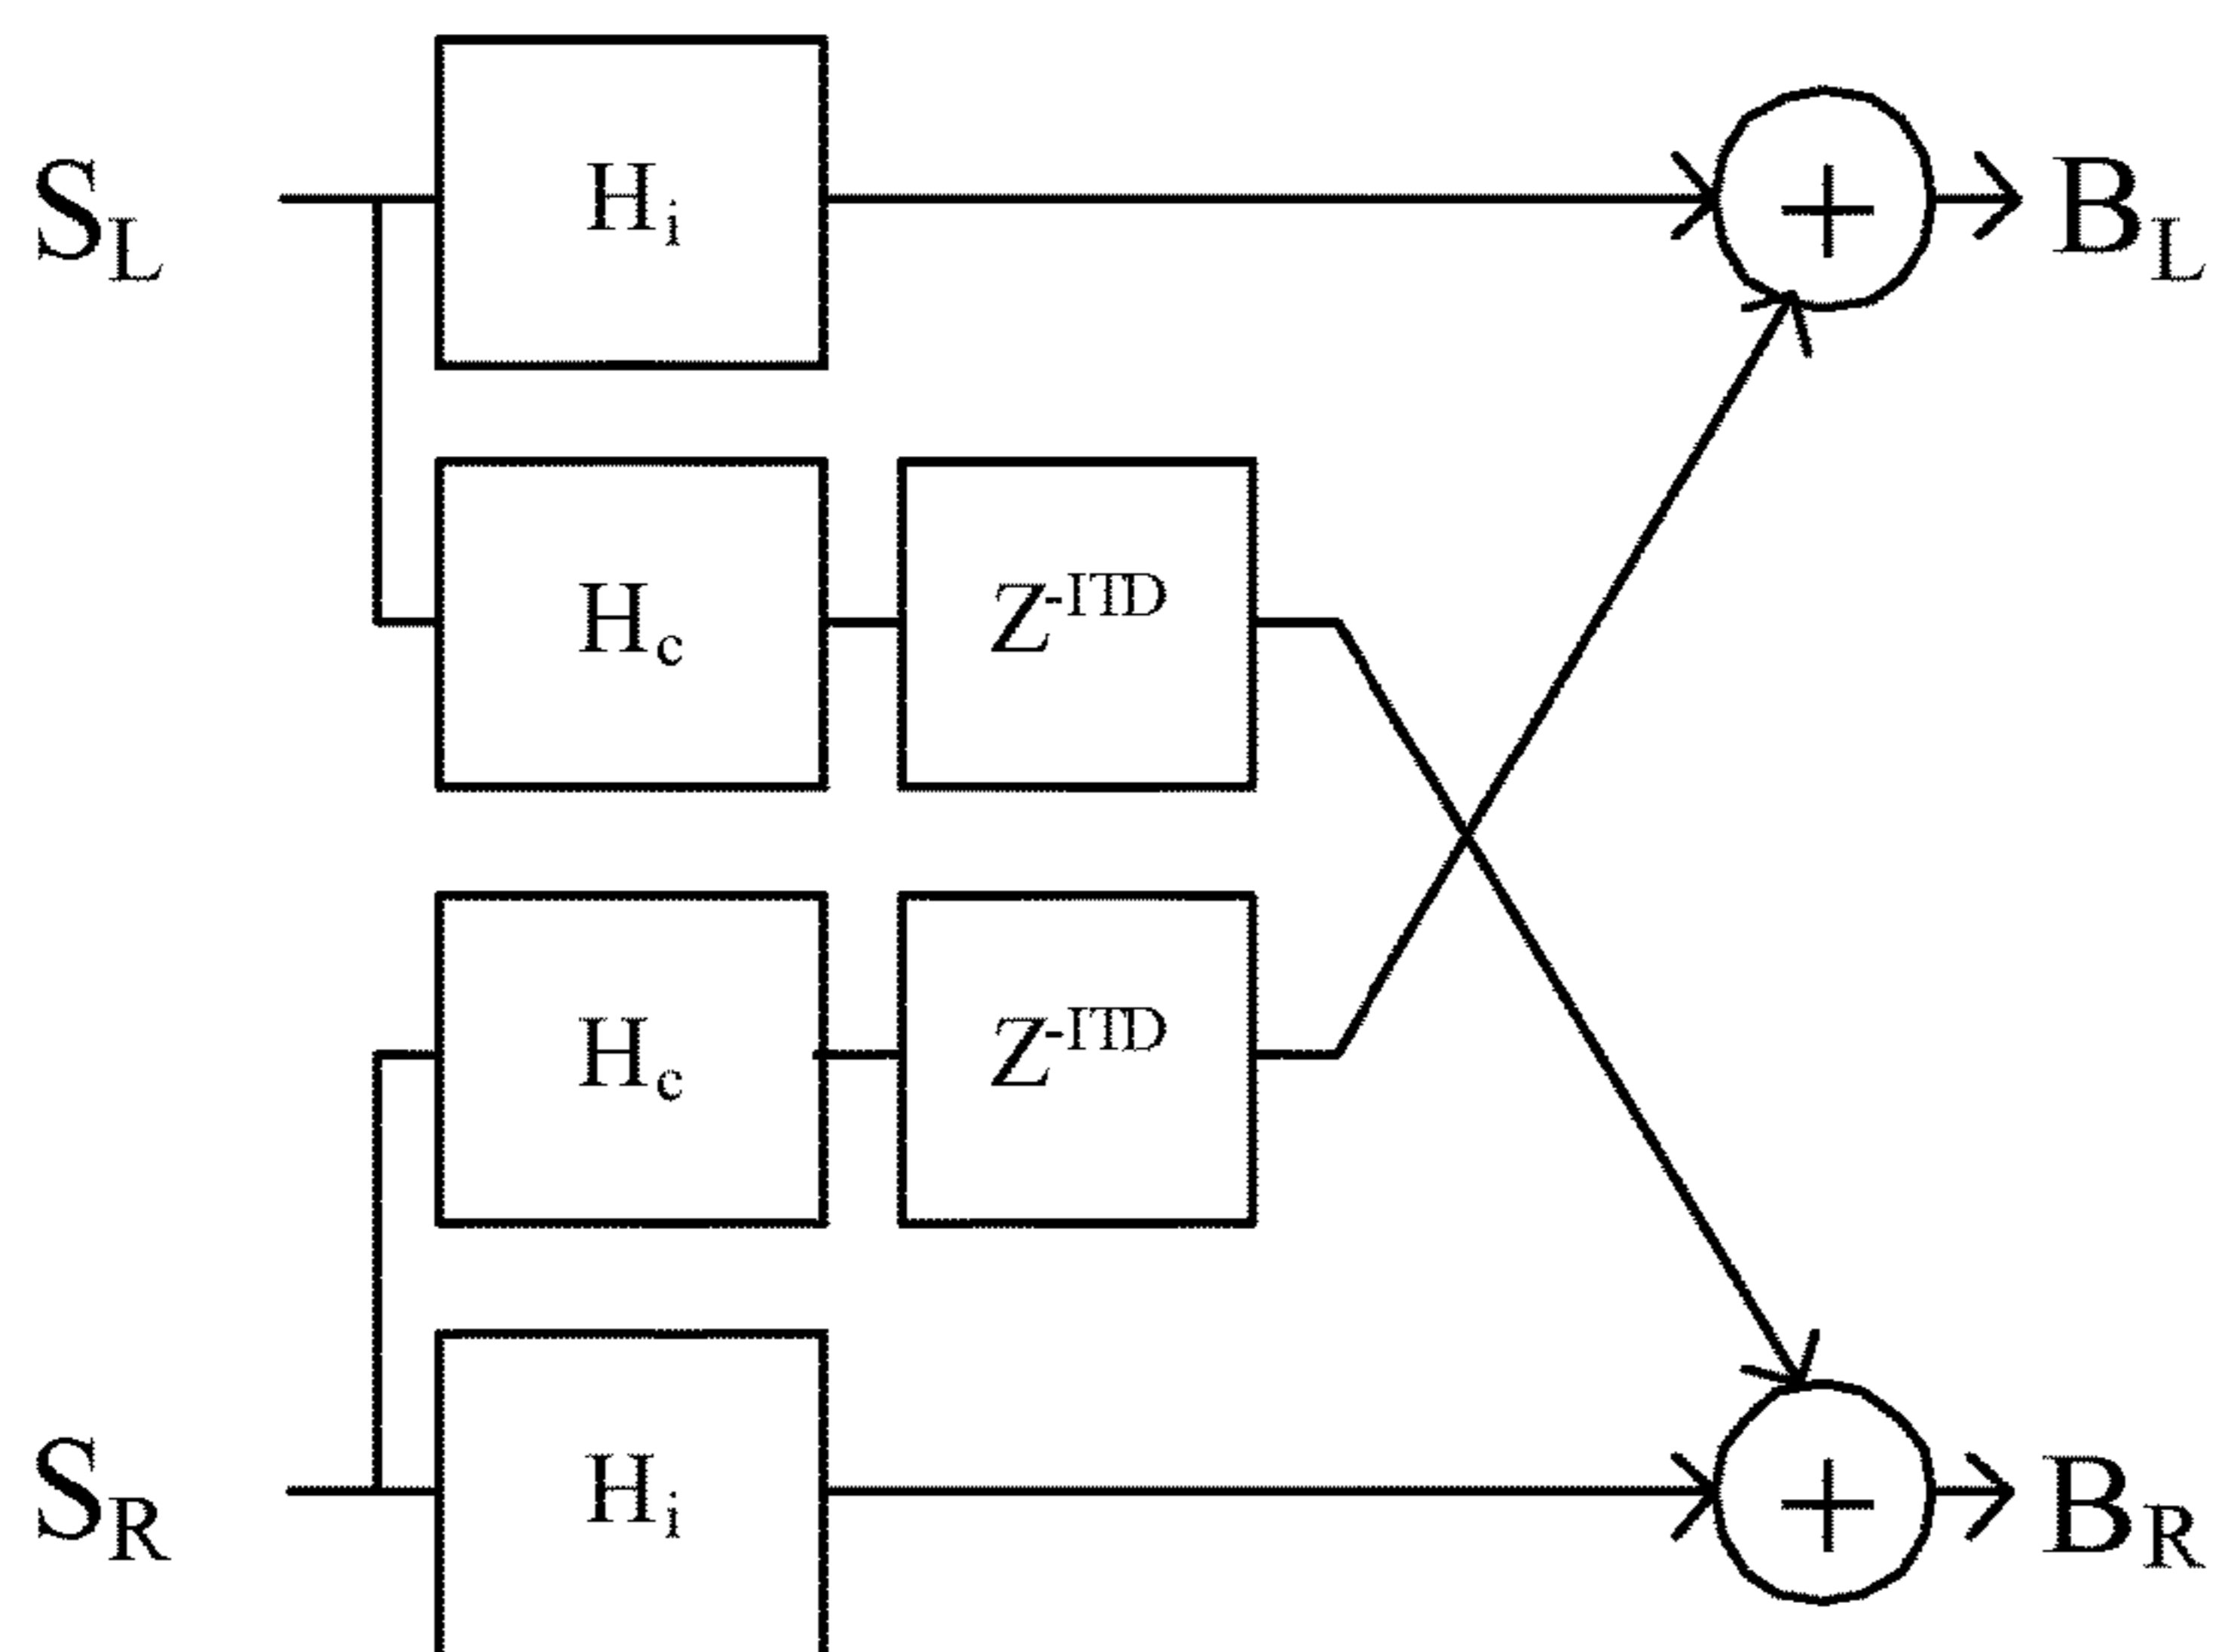 S_L H_i + B_L
H_c Z^-ITD
H_c Z^-ITD
S_R H_i + B_R